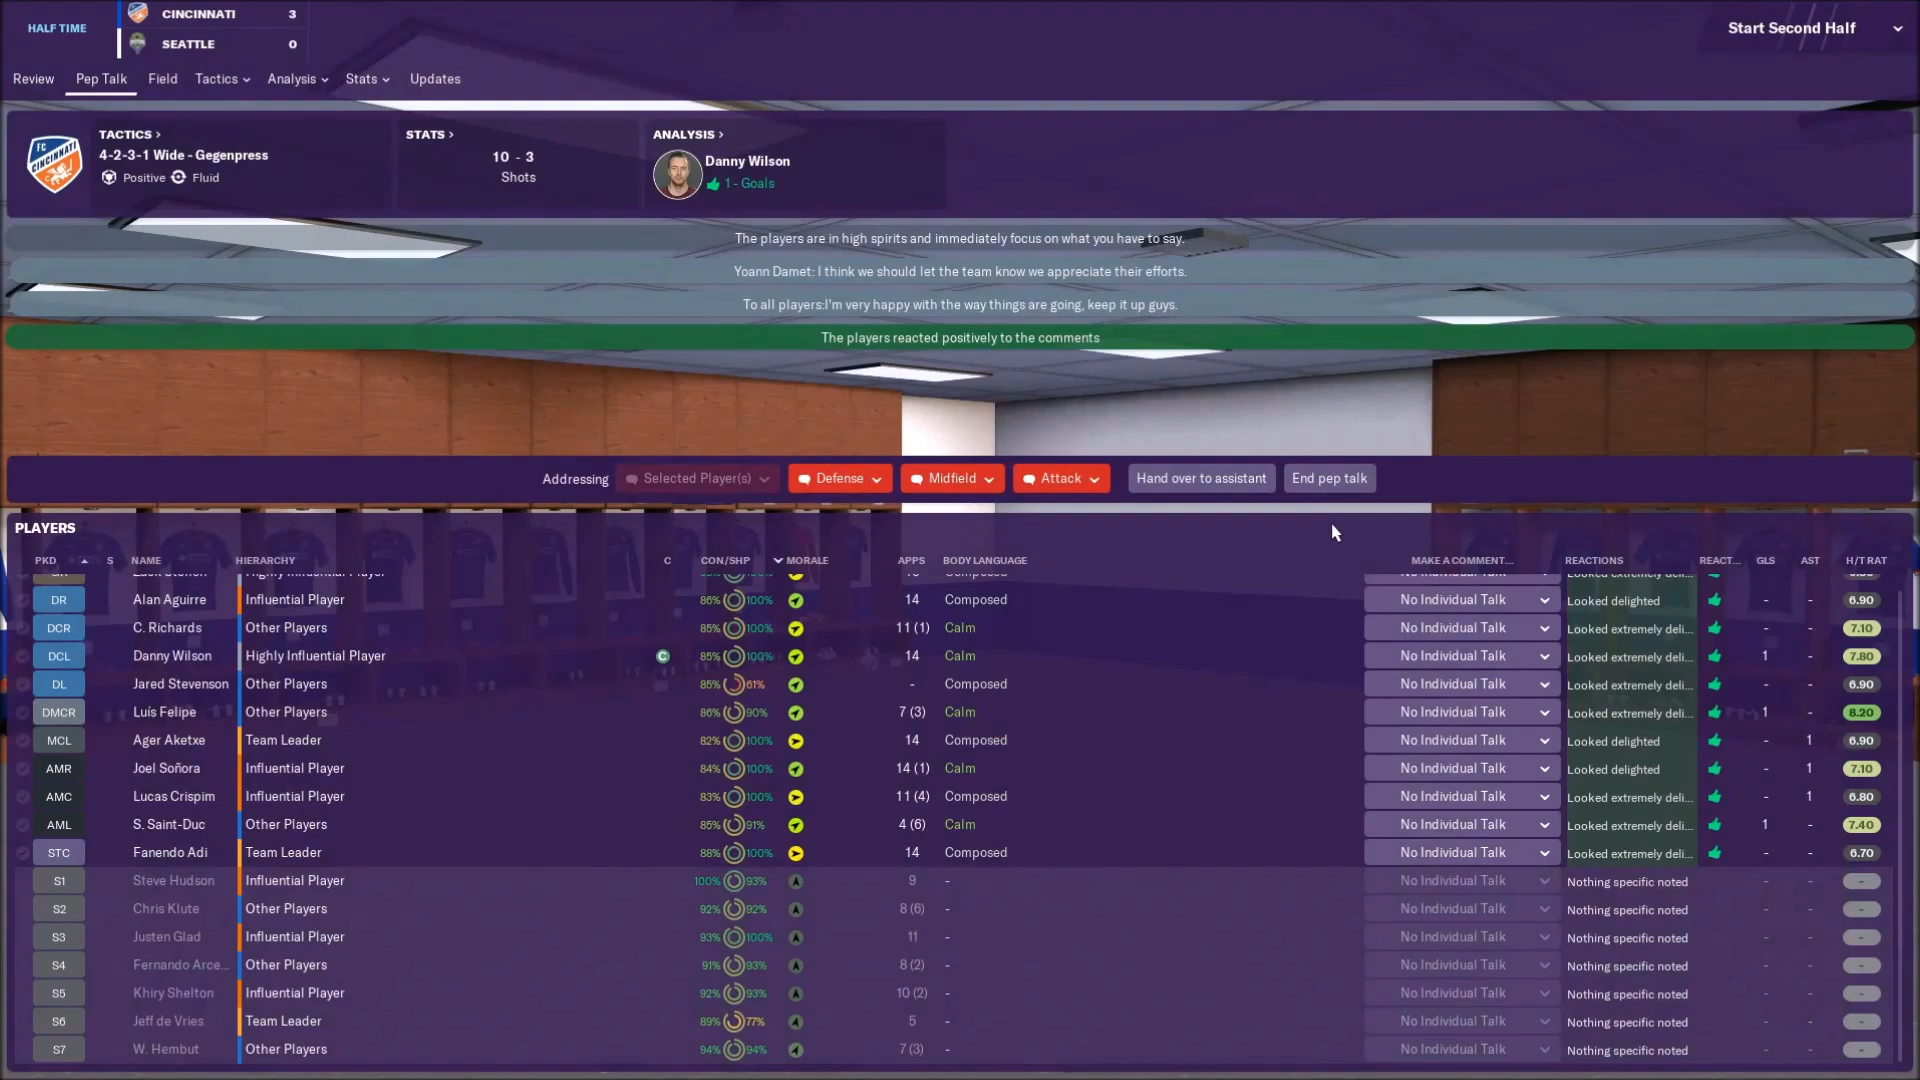 HALF TIME
CINCINNATI 3
SEATTLE 0
Start Second Half
Review Pep Talk Field Tactics Analysis Stats Updates
TACTICS >
4-2-3-1 Wide - Gegenpress
Positive Fluid
STATS >
10 - 3
Shots
ANALYSIS >
Danny Wilson
1 - Goals
FC CINCINNATI
The players are in high spirits and immediately focus on what you have to say.
Yoann Damet: I think we should let the team know we appreciate their efforts.
To all players:I'm very happy with the way things are going, keep it up guys.
The players reacted positively to the comments
Addressing Selected Player(s) Defense Midfield Attack Hand over to assistant End pep talk
PLAYERS
PKD S NAME HIERARCHY C CON/SHP MORALE APPS BODY LANGUAGE MAKE A COMMENT... REACTIONS REACT... GLS AST H/T RAT
DR Alan Aguirre Influential Player 86% 100% 14 Composed No Individual Talk Looked delighted - - 6.90
DCR C. Richards Other Players 85% 100% 11 (1) Calm No Individual Talk Looked extremely deli... - - 7.10
DCL Danny Wilson Highly Influential Player C 85% 100% 14 Calm No Individual Talk Looked extremely deli... 1 - 7.80
DL Jared Stevenson Other Players 85% 61% - Composed No Individual Talk Looked extremely deli... - - 6.90
DMCR Luís Felipe Other Players 86% 90% 7 (3) Calm No Individual Talk Looked extremely deli... 1 - 8.20
MCL Ager Aketxe Team Leader 82% 100% 14 Composed No Individual Talk Looked delighted - 1 6.90
AMR Joel Soñora Influential Player 84% 100% 14 (1) Calm No Individual Talk Looked delighted - 1 7.10
AMC Lucas Crispim Influential Player 83% 100% 11 (4) Composed No Individual Talk Looked extremely deli... - 1 6.80
AML S. Saint-Duc Other Players 85% 91% 4 (6) Calm No Individual Talk Looked extremely deli... 1 - 7.40
STC Fanendo Adi Team Leader 88% 100% 14 Composed No Individual Talk Looked extremely deli... - - 6.70
S1 Steve Hudson Influential Player 100% 93% 9 - No Individual Talk Nothing specific noted - - -
S2 Chris Klute Other Players 92% 92% 8 (6) - No Individual Talk Nothing specific noted - - -
S3 Justen Glad Influential Player 93% 100% 11 - No Individual Talk Nothing specific noted - - -
S4 Fernando Arce... Other Players 91% 93% 8 (2) - No Individual Talk Nothing specific noted - - -
S5 Khiry Shelton Influential Player 92% 93% 10 (2) - No Individual Talk Nothing specific noted - - -
S6 Jeff de Vries Team Leader 89% 77% 5 - No Individual Talk Nothing specific noted - - -
S7 W. Hembut Other Players 94% 94% 7 (3) - No Individual Talk Nothing specific noted - - -